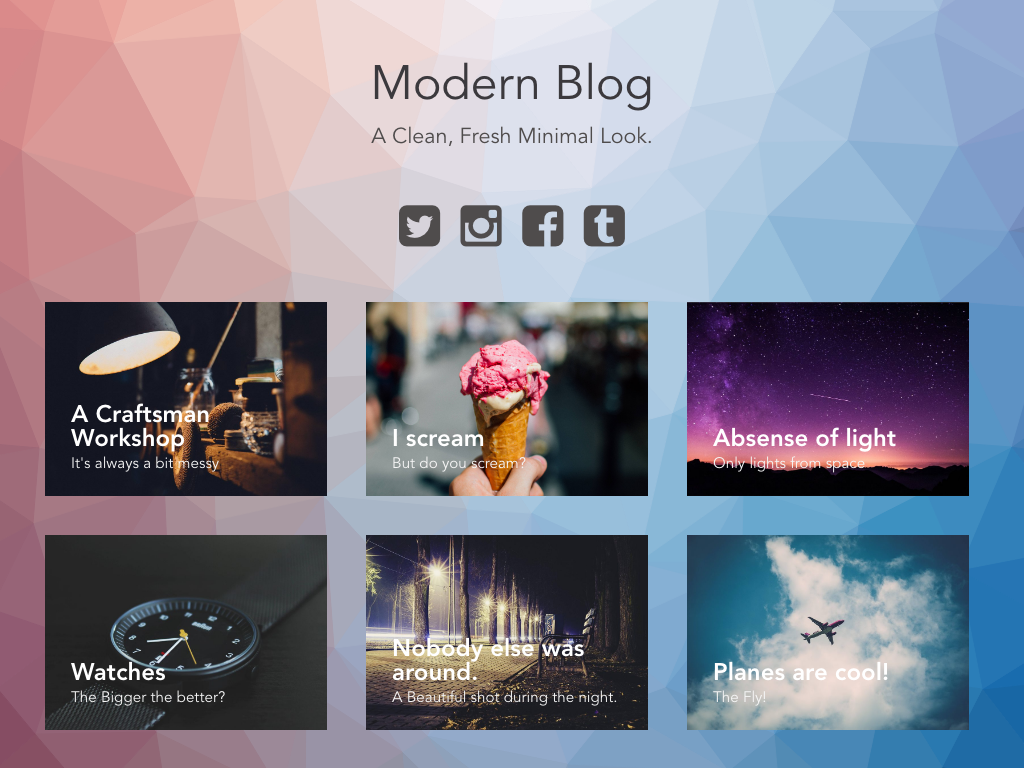 Modern Blog
A Clean, Fresh Minimal Look.
A Craftsman
Workshop
It's always a bit messy
I scream
But do you scream?
Absense of light
Only lights from space
Watches
The Bigger the better?
Nobody else was
around.
A Beautiful shot during the night.
Planes are cool!
The Fly!